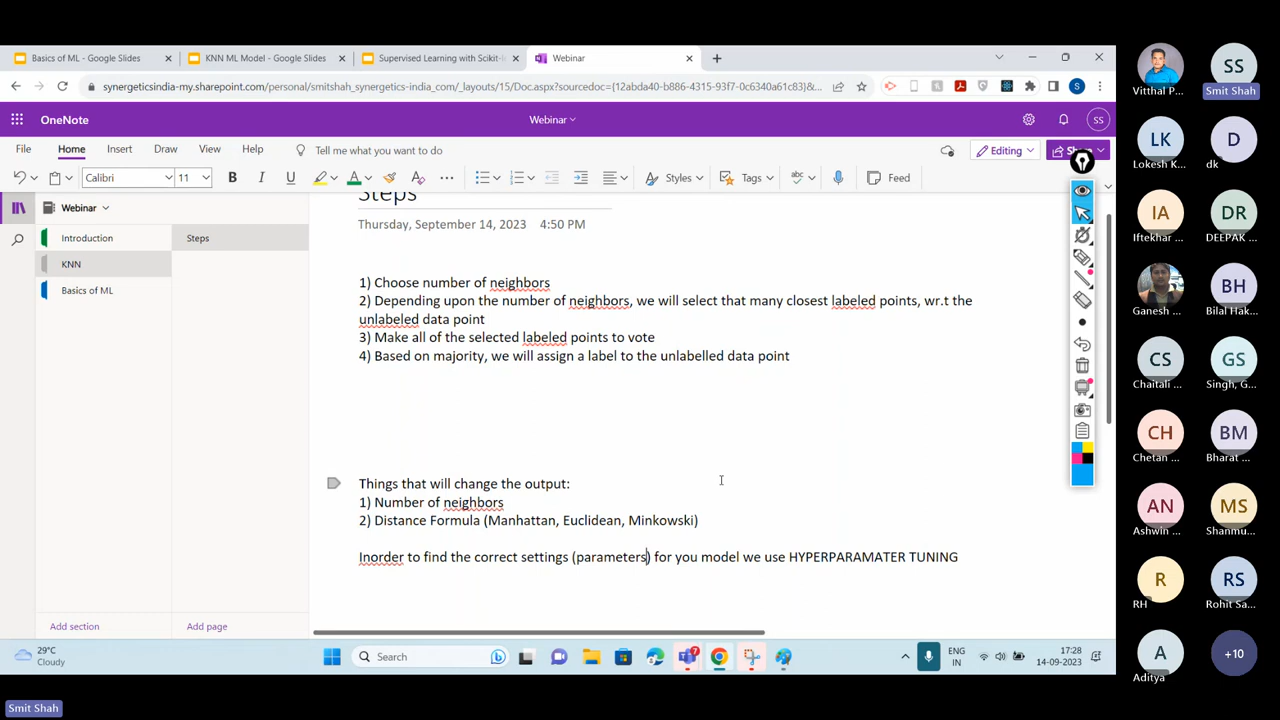 Basics of ML - Google Slides
KNN ML Model - Google Slides
Supervised Learning with Scikit-
Webinar
synergeticsindia-my.sharepoint.com/personal/smitshah_synergetics-india_com/_layouts/15/Doc.aspx?sourcedoc={12abda40-b886-4315-93f7-0c6340a61c83}&...
S
OneNote
Webinar
SS
File Home Insert Draw View Help Tell me what you want to do
Editing
Calibri 11 B I U A Styles Tags abc Feed
Webinar
Introduction
KNN
Basics of ML
Steps
Add section
Add page
Steps
Thursday, September 14, 2023 4:50 PM
1) Choose number of neighbors
2) Depending upon the number of neighbors, we will select that many closest labeled points, wr.t the
unlabeled data point
3) Make all of the selected labeled points to vote
4) Based on majority, we will assign a label to the unlabelled data point
Things that will change the output:
1) Number of neighbors
2) Distance Formula (Manhattan, Euclidean, Minkowski)
Inorder to find the correct settings (parameters) for you model we use HYPERPARAMATER TUNING
29°C
Cloudy
Search
7
ENG
IN
17:28
14-09-2023
Vitthal P...
SS
Smit Shah
LK
Lokesh K...
D
dk
IA
Iftekhar ...
DR
DEEPAK ...
Ganesh ...
BH
Bilal Hak...
CS
Chaitali ...
GS
Singh, G...
CH
Chetan ...
BM
Bharat ...
AN
Ashwin ...
MS
Shanmu...
R
RH
RS
Rohit Sa...
A
Aditya
+10
Smit Shah